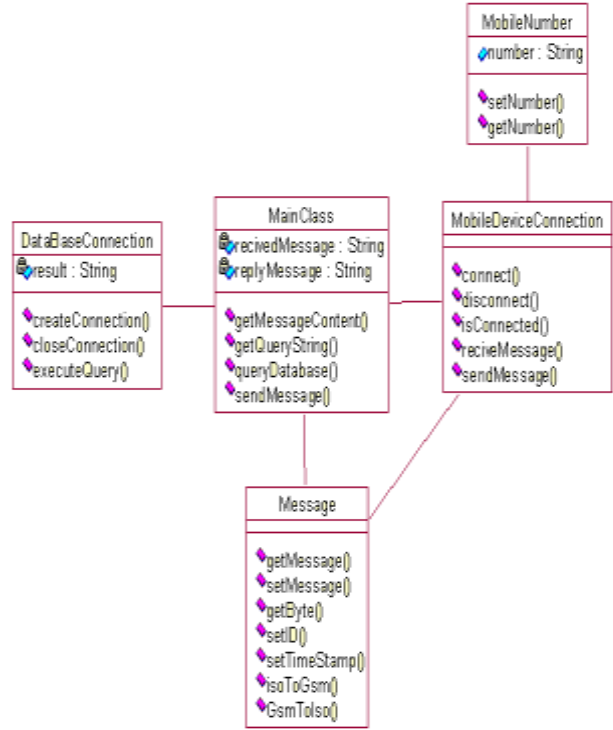 MobileNumber
number : String
setNumber()
getNumber()
DataBaseConnection
result : String
createConnection()
closeConnection()
executeQuery()
MainClass
recivedMessage : String
replyMessage : String
getMessageContent()
getQueryString()
queryDatabase()
sendMessage()
MobileDeviceConnection
connect()
disconnect()
isConnected()
reciveMessage()
sendMessage()
Message
getMessage()
setMessage()
getByte()
setID()
setTimeStamp()
isoToGsm()
GsmToIso()